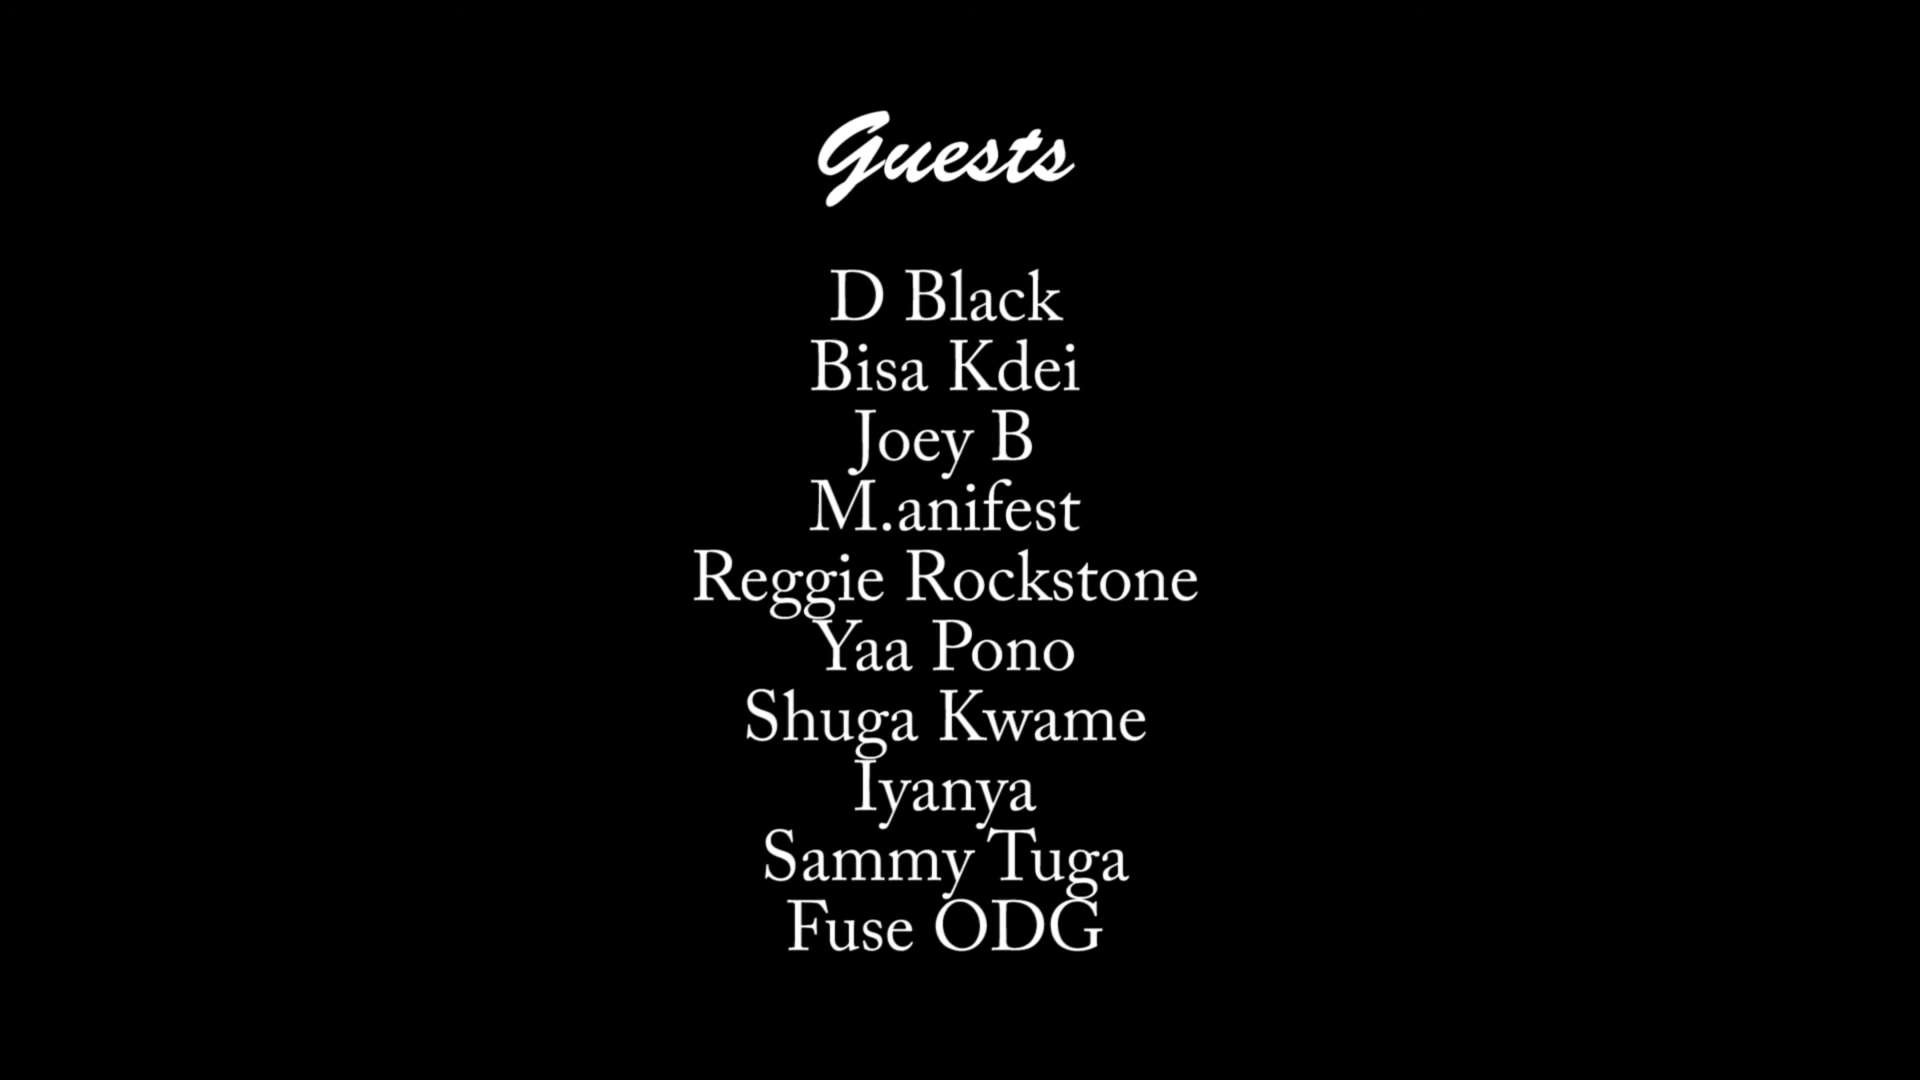 Guests
D Black
Bisa Kdei
Joey B
M.anifest
Reggie Rockstone
Yaa Pono
Shuga Kwame
Iyanya
Sammy Tuga
Fuse ODG